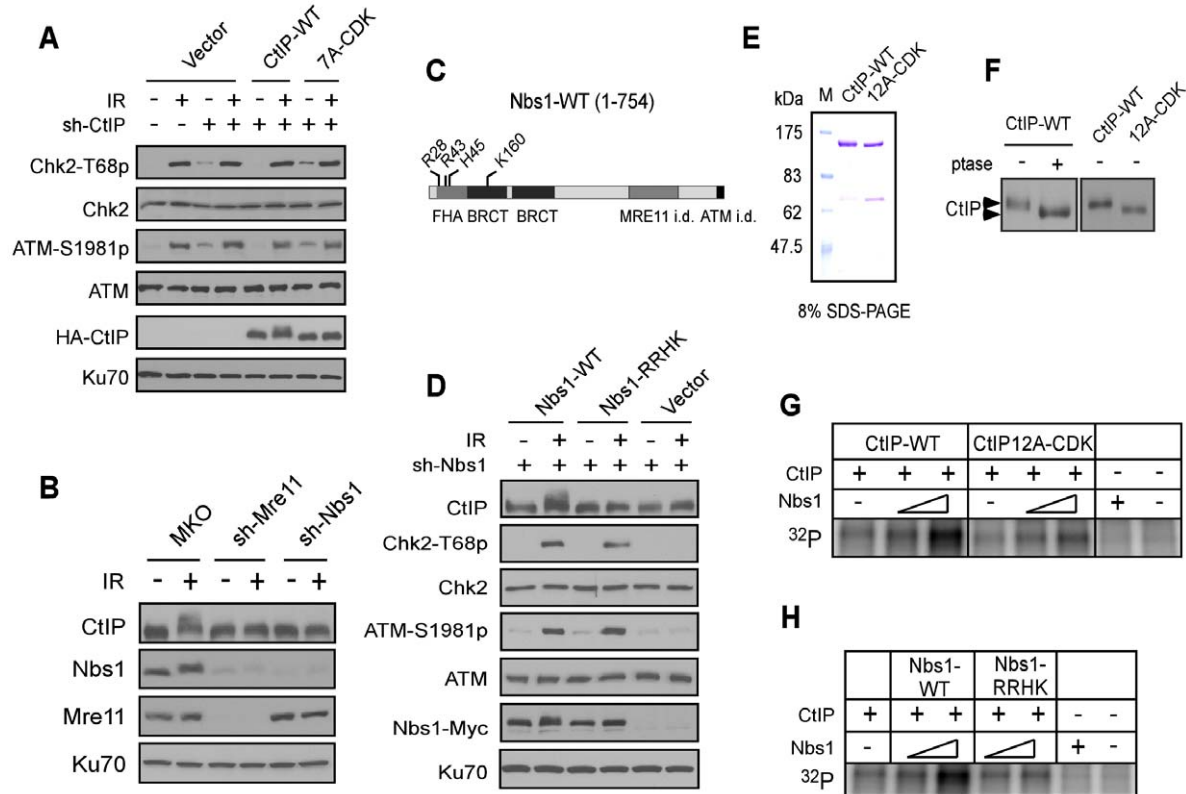 A
Vector
CtIP-WT
7A-CDK
IR - + - + - + - +
sh-CtIP - - + + + + + +
Chk2-T68p
Chk2
ATM-S1981p
ATM
HA-CtIP
Ku70
B
MKO
sh-Mre11
sh-Nbs1
IR - + - + - +
CtIP
Nbs1
Mre11
Ku70
C
Nbs1-WT (1-754)
R28
R43
H45
K160
FHA BRCT BRCT MRE11 i.d. ATM i.d.
D
Nbs1-WT
Nbs1-RRHK
Vector
IR - + - + - +
sh-Nbs1 + + + + + +
CtIP
Chk2-T68p
Chk2
ATM-S1981p
ATM
Nbs1-Myc
Ku70
E
CtIP-WT
12A-CDK
kDa M
175
83
62
47.5
8% SDS-PAGE
F
CtIP-WT
CtIP-WT
12A-CDK
ptase - + - -
CtIP
G
CtIP-WT CtIP12A-CDK
CtIP + + + + + + - -
Nbs1 - - + -
32P
H
Nbs1-WT
Nbs1-RRHK
CtIP + + + + + - -
Nbs1 - + -
32P